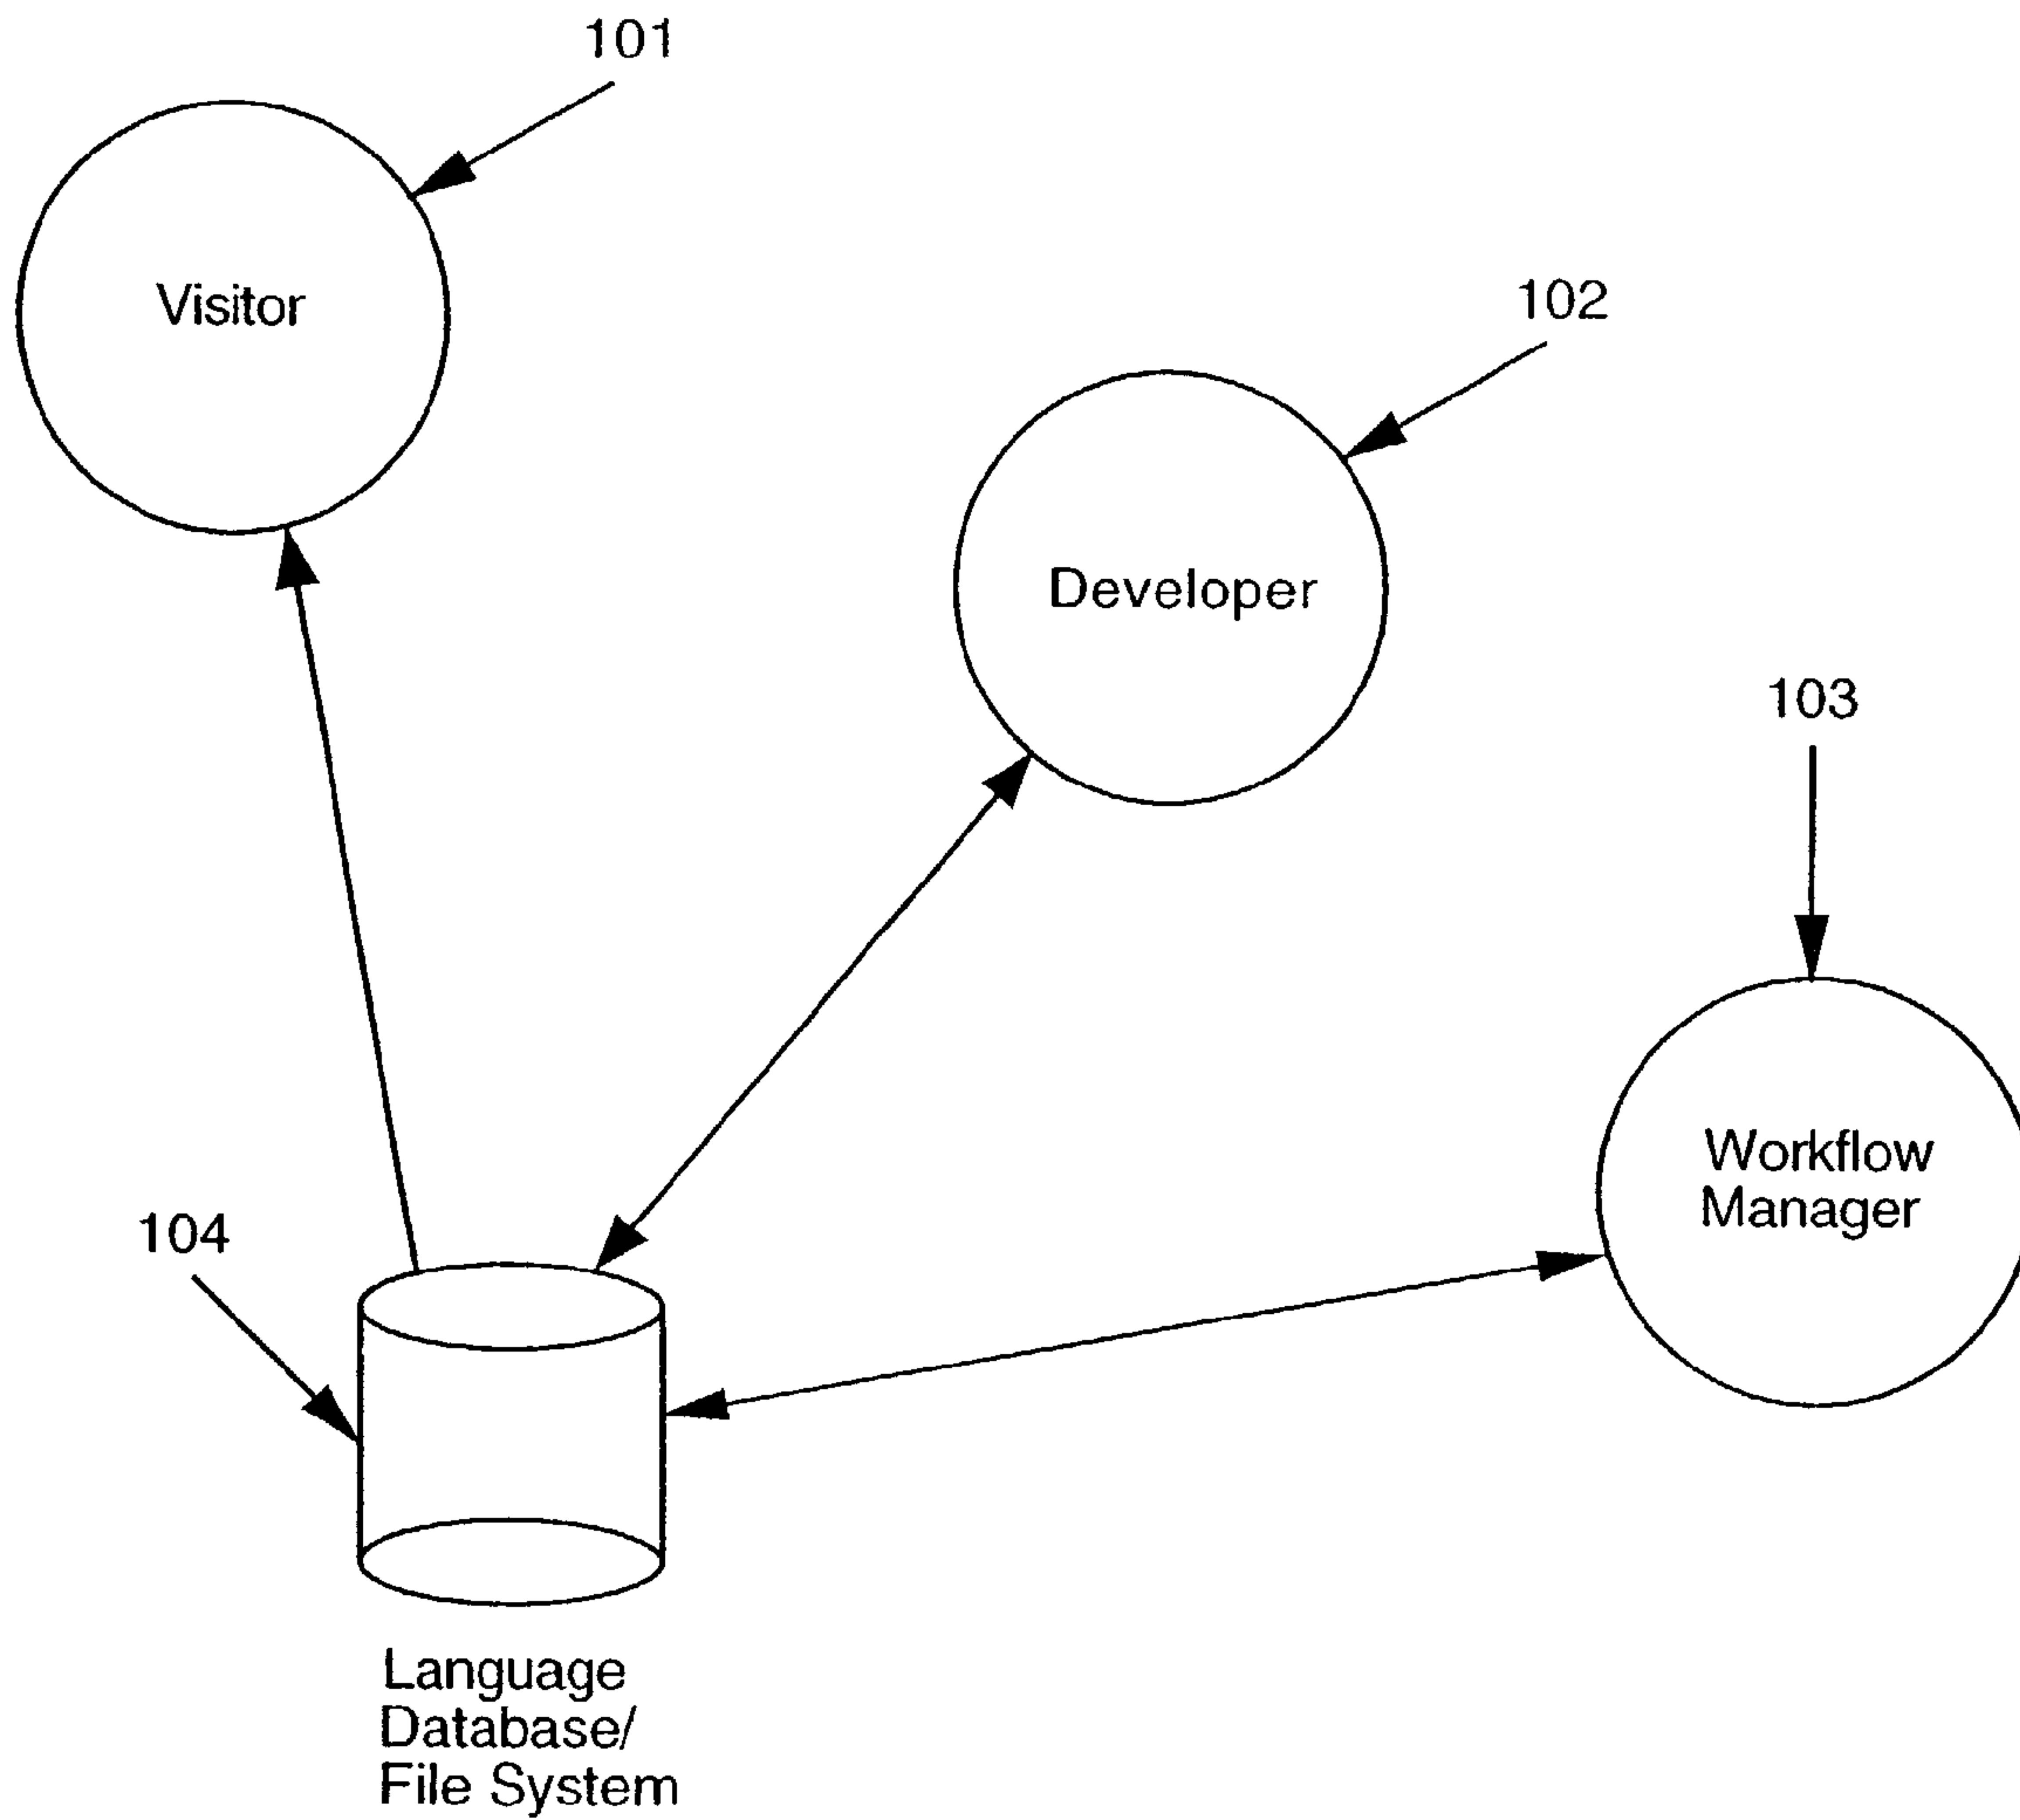 101
Visitor
102
Developer
103
Workflow
Manager
104
Language
Database/
File System